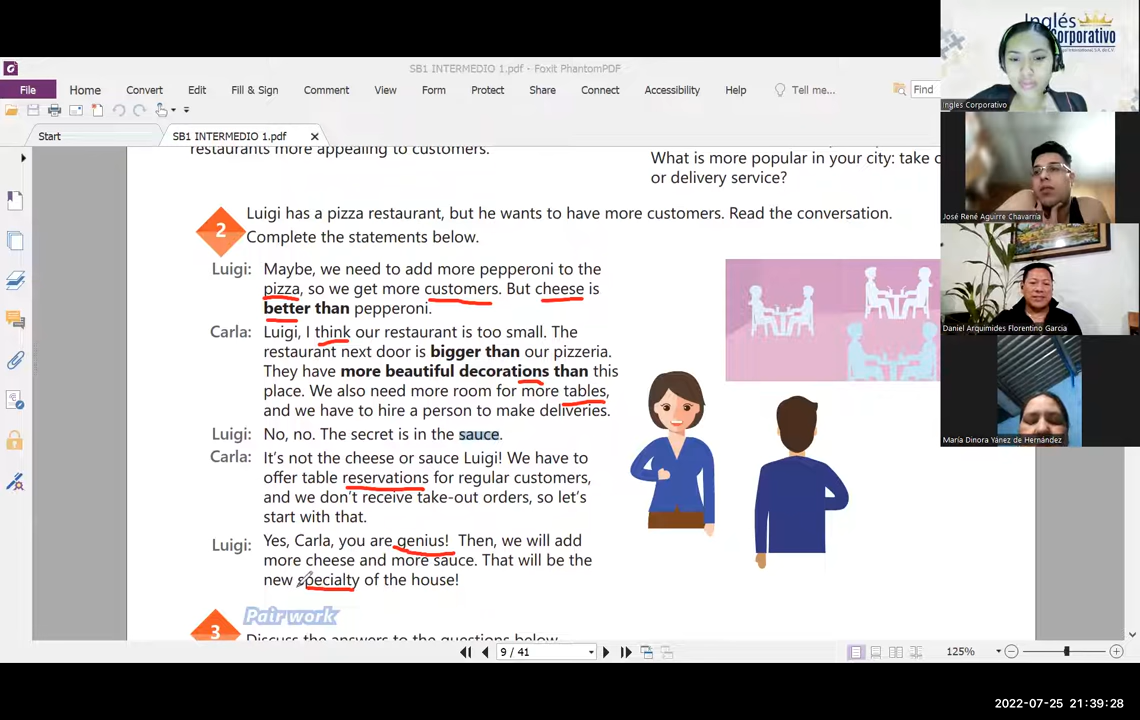 Inglés
Corporativo
SB1 INTERMEDIO 1.pdf - Foxit PhantomPDF
File Home Convert Edit Fill & Sign Comment View Form Protect Share Connect Accessibility Help Tell me... Find
Inglés Corporativo
Start SB1 INTERMEDIO 1.pdf
restaurants more appealing to customers.
What is more popular in your city: take o
or delivery service?
José René Aguirre Chavarría
2 Luigi has a pizza restaurant, but he wants to have more customers. Read the conversation.
Complete the statements below.
Luigi: Maybe, we need to add more pepperoni to the
pizza, so we get more customers. But cheese is
better than pepperoni.
Carla: Luigi, I think our restaurant is too small. The
restaurant next door is bigger than our pizzeria.
They have more beautiful decorations than this
place. We also need more room for more tables,
and we have to hire a person to make deliveries.
Luigi: No, no. The secret is in the sauce.
Carla: It's not the cheese or sauce Luigi! We have to
offer table reservations for regular customers,
and we don't receive take-out orders, so let's
start with that.
Luigi: Yes, Carla, you are genius! Then, we will add
more cheese and more sauce. That will be the
new specialty of the house!
Daniel Arquimides Florentino Garcia
María Dinora Yánez de Hernández
Pair work
3 Discuss the answers to the questions below
9 / 41
125%
2022-07-25 21:39:28